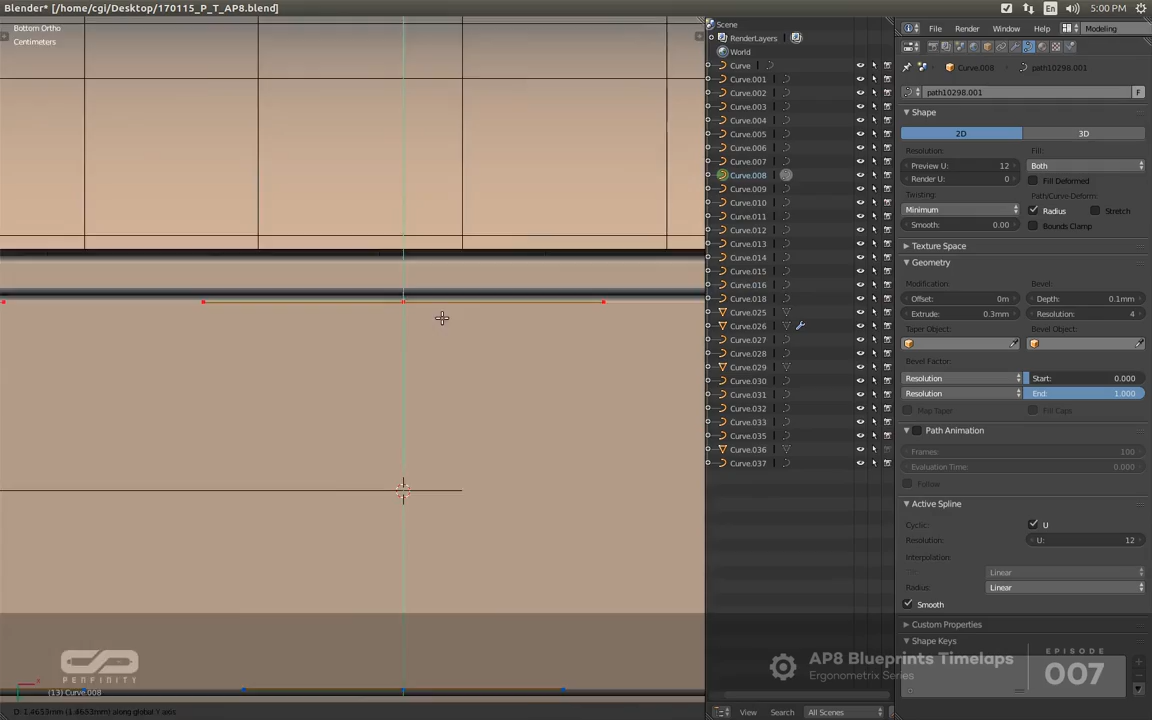 Blender* [/home/cgi/Desktop/170115_P_T_AP8.blend]
En
5:00 PM
Bottom Ortho
Centimeters
Scene
RenderLayers
World
Curve
Curve.001
Curve.002
Curve.003
Curve.004
Curve.005
Curve.006
Curve.007
Curve.008
Curve.009
Curve.010
Curve.011
Curve.012
Curve.013
Curve.014
Curve.015
Curve.016
Curve.018
Curve.025
Curve.026
Curve.027
Curve.028
Curve.029
Curve.030
Curve.031
Curve.032
Curve.033
Curve.035
Curve.036
Curve.037
File Render Window Help Modeling
Curve.008 path10298.001
path10298.001 F
Shape
2D 3D
Resolution: Fill:
Preview U: 12 Both
Render U: 0 Fill Deformed
Twisting: Path/Curve-Deform:
Minimum Radius Stretch
Smooth: 0.00 Bounds Clamp
Texture Space
Geometry
Modification: Bevel:
Offset: 0m Depth: 0.1mm
Extrude: 0.3mm Resolution: 4
Taper Object: Bevel Object:
Bevel Factor:
Resolution Start: 0.000
Resolution End: 1.000
Map Taper Fill Caps
Path Animation
Frames: 100
Evaluation Time: 0.000
Follow
Active Spline
Cyclic: U
Resolution: U: 12
Interpolation:
Linear
Radius: Linear
Smooth
Custom Properties
Shape Keys
PENFINITY
(13) Curve.008
AP8 Blueprints Timelaps
Ergonometrix Series
EPISODE
007
D: 1.4653mm (1.4653mm) along global Y axis
View Search All Scenes